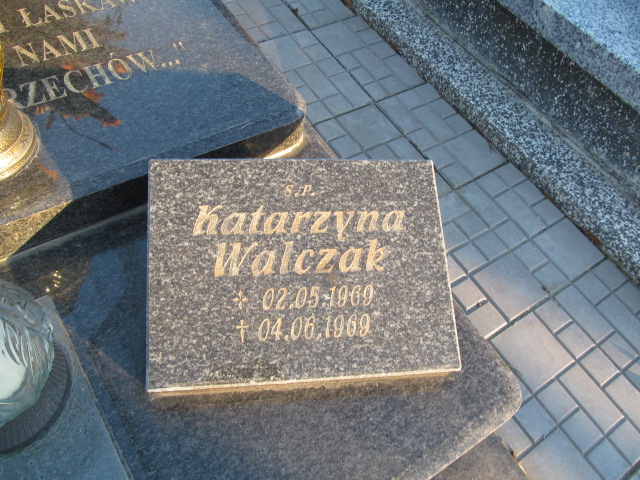 ŁASKAW
NAMI
RZECHÓW..."
Ś.P.
Katarzyna
Walczak
* 02.05.1969
† 04.06.1969